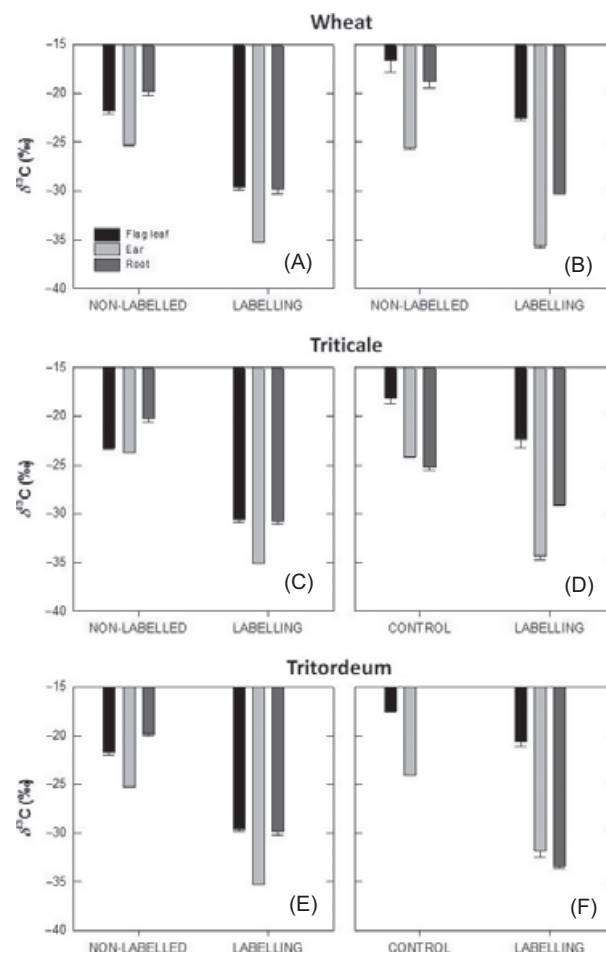 Wheat
−15
−20
−25
−30
−35
−40
δ¹³C (‰)
Flag leaf
Ear
Root
(A)
(B)
NON-LABELLED LABELLING NON-LABELLED LABELLING
Triticale
−15
−20
−25
−30
−35
−40
δ¹³C (‰)
(C)
(D)
NON-LABELLED LABELLING CONTROL LABELLING
Tritordeum
−15
−20
−25
−30
−35
−40
δ¹³C (‰)
(E)
(F)
NON-LABELLED LABELLING CONTROL LABELLING